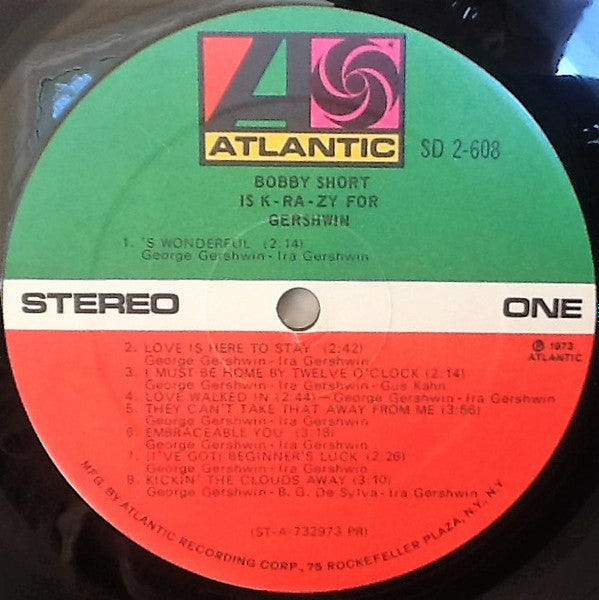 ATLANTIC
SD 2-608
BOBBY SHORT
IS K-RA-ZY FOR
GERSHWIN
1. 'S WONDERFUL (2:14)
George Gershwin - Ira Gershwin
STEREO
ONE
2. LOVE IS HERE TO STAY (2:42)
George Gershwin - Ira Gershwin
3. I MUST BE HOME BY TWELVE O'CLOCK (2:14)
George Gershwin - Ira Gershwin - Gus Kahn
4. LOVE WALKED IN (2:44) - George Gershwin - Ira Gershwin
5. THEY CAN'T TAKE THAT AWAY FROM ME (3:56)
George Gershwin - Ira Gershwin
6. EMBRACEABLE YOU (3:18)
George Gershwin - Ira Gershwin
7. (I'VE GOT) BEGINNER'S LUCK (2:26)
George Gershwin - Ira Gershwin
8. KICKIN' THE CLOUDS AWAY (3:10)
George Gershwin - B. G. De Sylva - Ira Gershwin
℗ 1973
ATLANTIC
(ST-A-732973 PR)
MFG BY ATLANTIC RECORDING CORP., 75 ROCKEFELLER PLAZA, N.Y., N.Y.